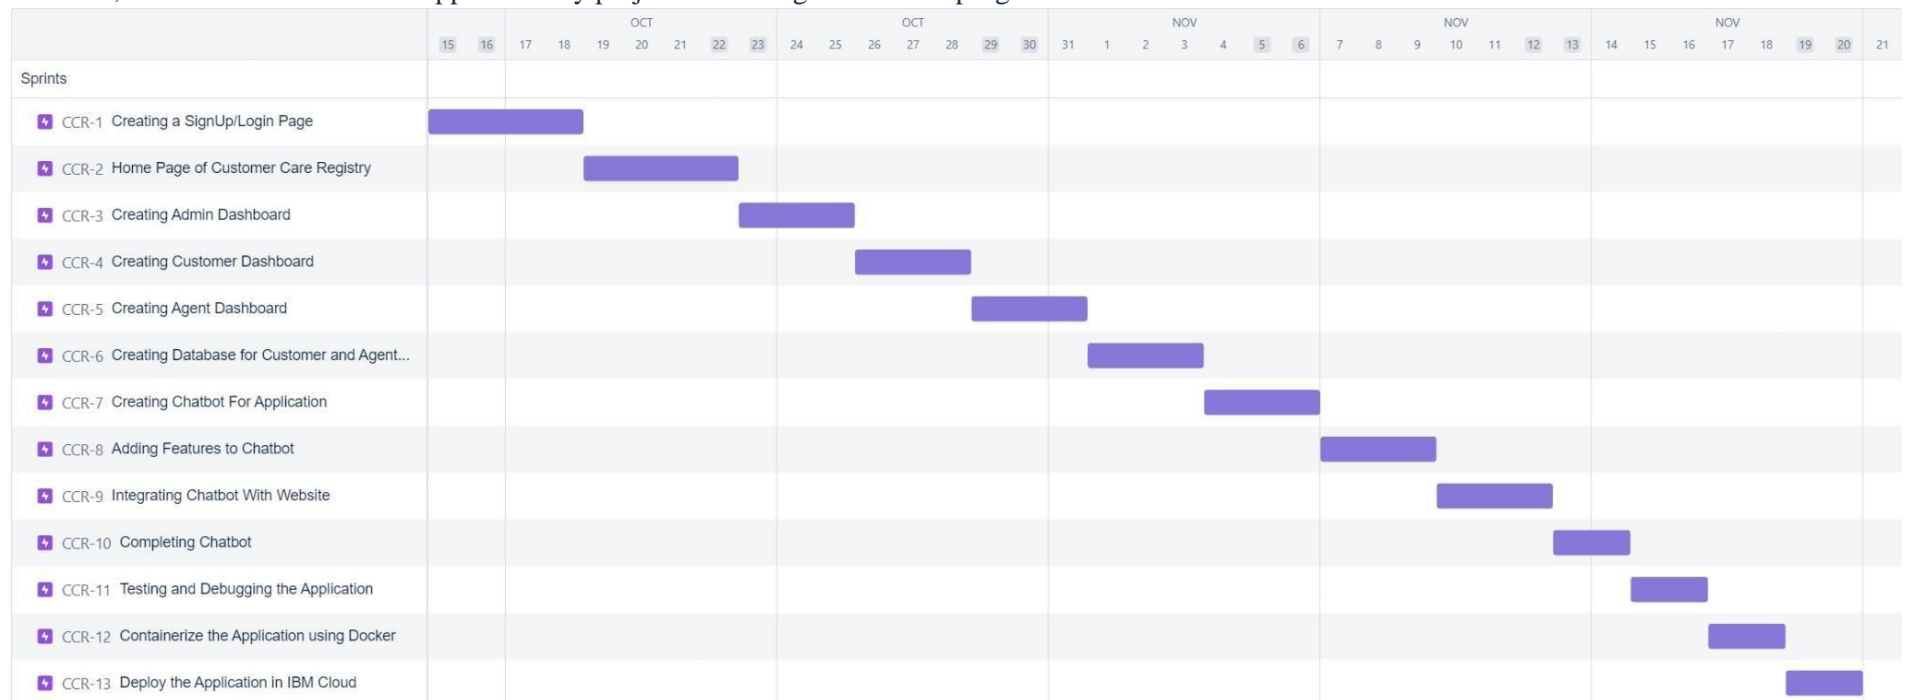 OCT OCT NOV NOV NOV
15 16 17 18 19 20 21 22 23 24 25 26 27 28 29 30 31 1 2 3 4 5 6 7 8 9 10 11 12 13 14 15 16 17 18 19 20 21
Sprints
CCR-1 Creating a SignUp/Login Page
CCR-2 Home Page of Customer Care Registry
CCR-3 Creating Admin Dashboard
CCR-4 Creating Customer Dashboard
CCR-5 Creating Agent Dashboard
CCR-6 Creating Database for Customer and Agent...
CCR-7 Creating Chatbot For Application
CCR-8 Adding Features to Chatbot
CCR-9 Integrating Chatbot With Website
CCR-10 Completing Chatbot
CCR-11 Testing and Debugging the Application
CCR-12 Containerize the Application using Docker
CCR-13 Deploy the Application in IBM Cloud